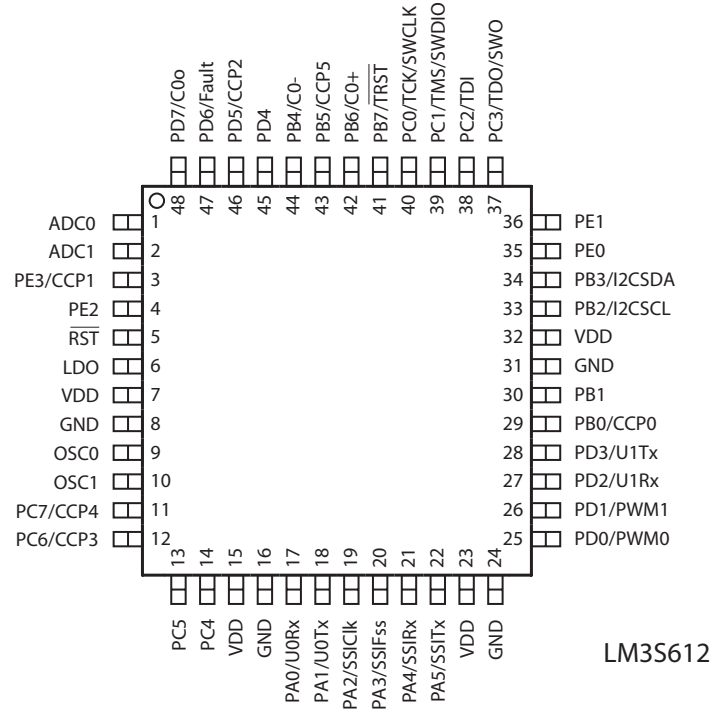 PD7/C0o
PD6/Fault
PD5/CCP2
PD4
PB4/C0-
PB5/CCP5
PB6/C0+
PB7/TRST
PC0/TCK/SWCLK
PC1/TMS/SWDIO
PC2/TDI
PC3/TDO/SWO
48
47
46
45
44
43
42
41
40
39
38
37
ADC0 1
ADC1 2
PE3/CCP1 3
PE2 4
RST 5
LDO 6
VDD 7
GND 8
OSC0 9
OSC1 10
PC7/CCP4 11
PC6/CCP3 12
36 PE1
35 PE0
34 PB3/I2CSDA
33 PB2/I2CSCL
32 VDD
31 GND
30 PB1
29 PB0/CCP0
28 PD3/U1Tx
27 PD2/U1Rx
26 PD1/PWM1
25 PD0/PWM0
13
14
15
16
17
18
19
20
21
22
23
24
PC5
PC4
VDD
GND
PA0/U0Rx
PA1/U0Tx
PA2/SSIClk
PA3/SSIFss
PA4/SSIRx
PA5/SSITx
VDD
GND
LM3S612